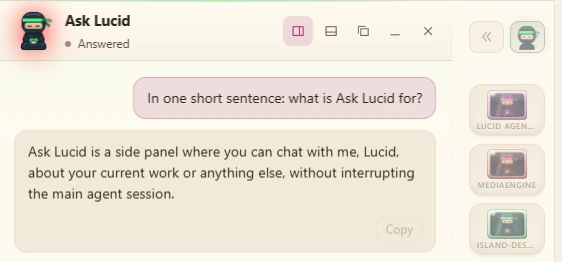 Ask Lucid
Answered
In one short sentence: what is Ask Lucid for?
Ask Lucid is a side panel where you can chat with me, Lucid,
about your current work or anything else, without interrupting
the main agent session.
Copy
LUCID AGEN...
MEDIAENGINE
ISLAND-DES...